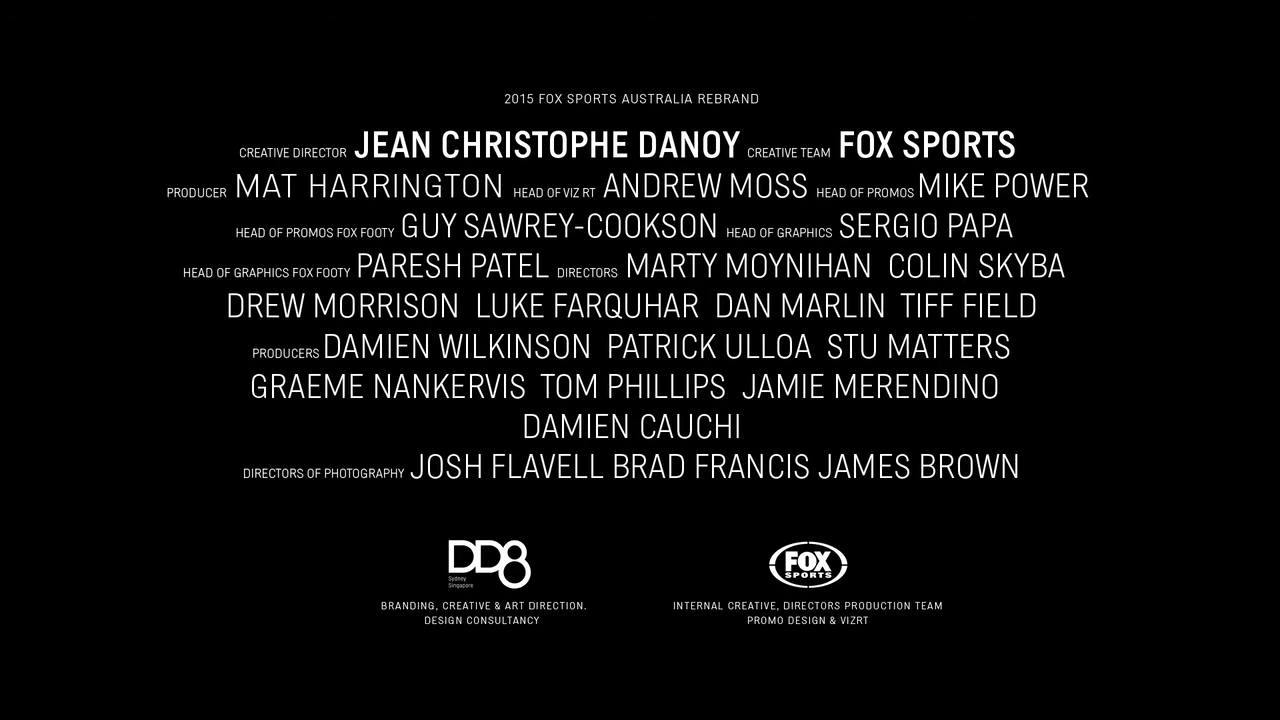 2015 FOX SPORTS AUSTRALIA REBRAND
CREATIVE DIRECTOR JEAN CHRISTOPHE DANOY CREATIVE TEAM FOX SPORTS
PRODUCER MAT HARRINGTON HEAD OF VIZ RT ANDREW MOSS HEAD OF PROMOS MIKE POWER
HEAD OF PROMOS FOX FOOTY GUY SAWREY-COOKSON HEAD OF GRAPHICS SERGIO PAPA
HEAD OF GRAPHICS FOX FOOTY PARESH PATEL DIRECTORS MARTY MOYNIHAN COLIN SKYBA
DREW MORRISON LUKE FARQUHAR DAN MARLIN TIFF FIELD
PRODUCERS DAMIEN WILKINSON PATRICK ULLOA STU MATTERS
GRAEME NANKERVIS TOM PHILLIPS JAMIE MERENDINO
DAMIEN CAUCHI
DIRECTORS OF PHOTOGRAPHY JOSH FLAVELL BRAD FRANCIS JAMES BROWN
DD8
Sydney
Singapore
BRANDING, CREATIVE & ART DIRECTION.
DESIGN CONSULTANCY
FOX
SPORTS
INTERNAL CREATIVE, DIRECTORS PRODUCTION TEAM
PROMO DESIGN & VIZRT